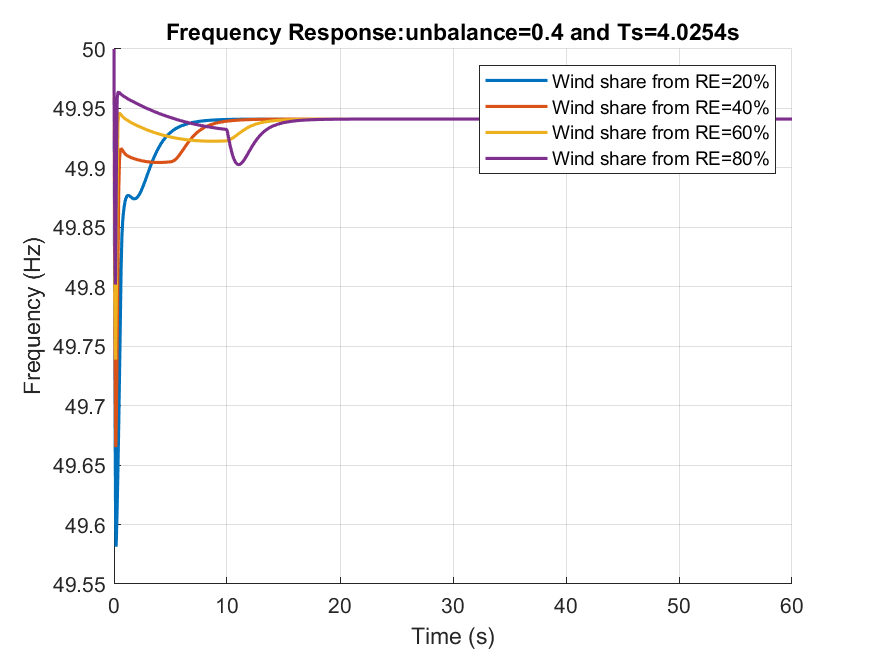 Frequency Response:unbalance=0.4 and Ts=4.0254s
50
49.95
49.9
49.85
49.8
49.75
49.7
49.65
49.6
49.55
Frequency (Hz)
Wind share from RE=20%
Wind share from RE=40%
Wind share from RE=60%
Wind share from RE=80%
0 10 20 30 40 50 60
Time (s)